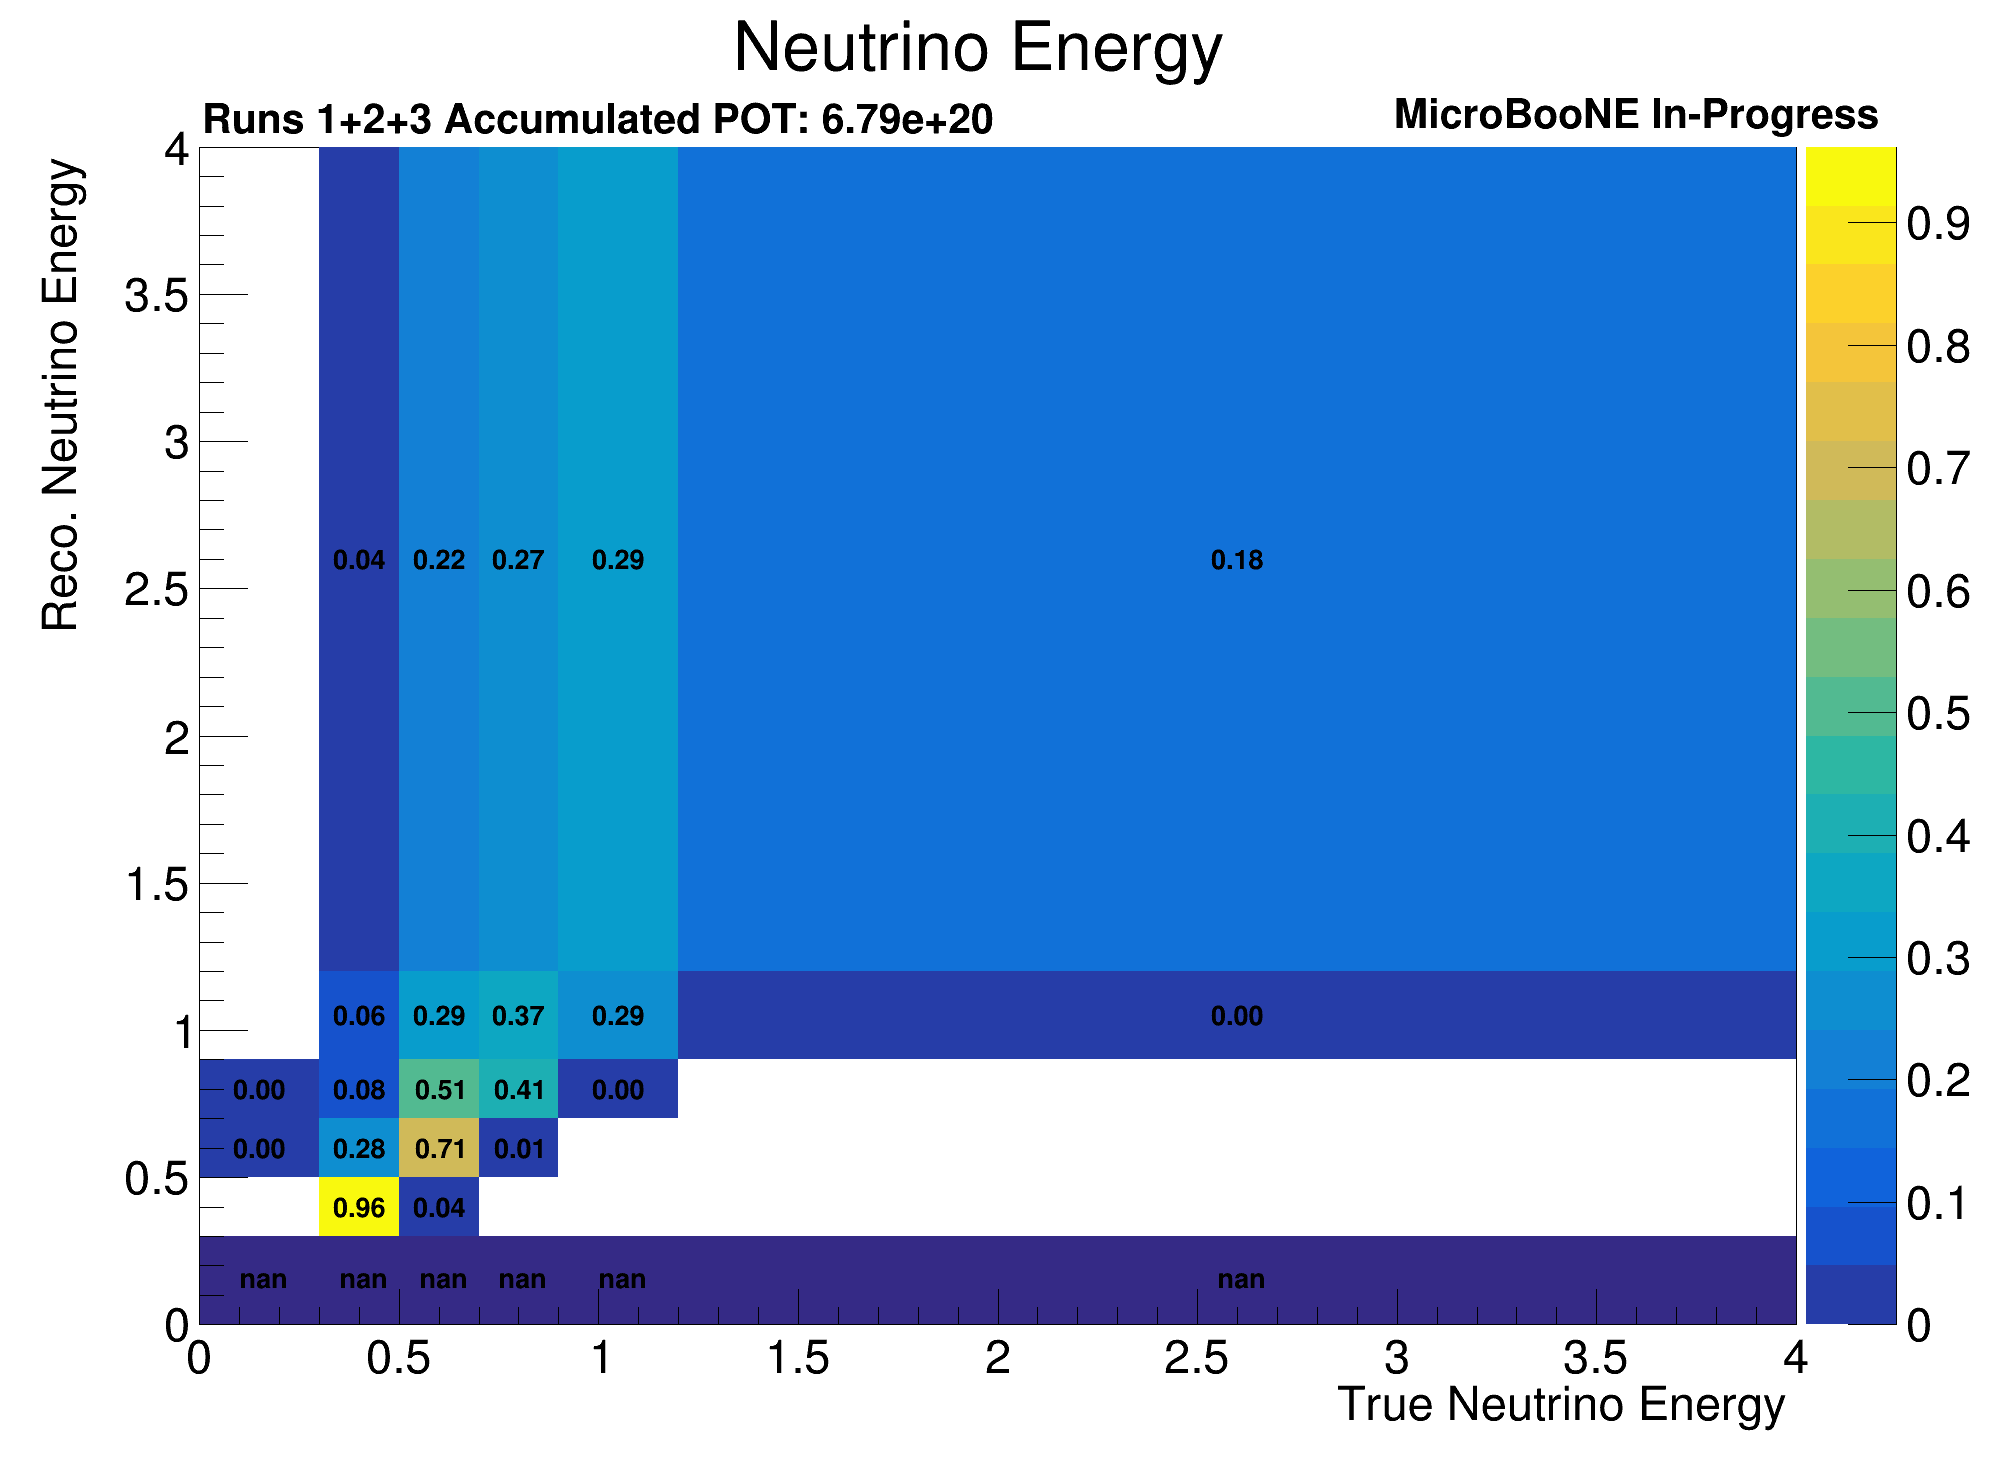 Neutrino Energy
Runs 1+2+3 Accumulated POT: 6.79e+20
MicroBooNE In-Progress
Reco. Neutrino Energy
4
3.5
3
2.5
2
1.5
1
0.5
0
0.04 0.22 0.27 0.29 0.18
0.06 0.29 0.37 0.29 0.00
0.00 0.08 0.51 0.41 0.00
0.00 0.28 0.71 0.01
0.96 0.04
nan nan nan nan nan nan
0 0.5 1 1.5 2 2.5 3 3.5 4
True Neutrino Energy
0.9
0.8
0.7
0.6
0.5
0.4
0.3
0.2
0.1
0